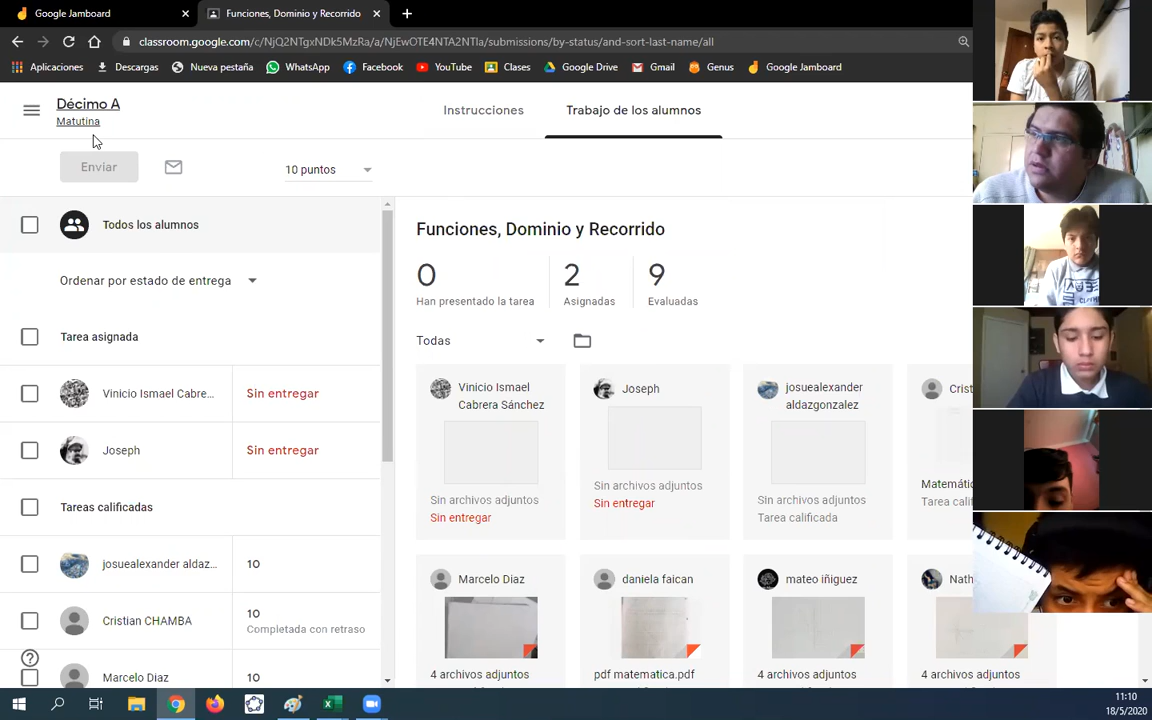 Google Jamboard
Funciones, Dominio y Recorrido
classroom.google.com/c/NjQ2NTgxNDk5MzRa/a/NjEwOTE4NTA2NTIa/submissions/by-status/and-sort-last-name/all
Aplicaciones
Descargas
Nueva pestaña
WhatsApp
Facebook
YouTube
Clases
Google Drive
Gmail
Genus
Google Jamboard
Décimo A
Matutina
Instrucciones
Trabajo de los alumnos
Enviar
10 puntos
Todos los alumnos
Ordenar por estado de entrega
Tarea asignada
Vinicio Ismael Cabre...
Sin entregar
Joseph
Sin entregar
Tareas calificadas
josuealexander aldaz...
10
Cristian CHAMBA
10
Completada con retraso
Marcelo Diaz
10
Funciones, Dominio y Recorrido
0
Han presentado la tarea
2
Asignadas
9
Evaluadas
Todas
Vinicio Ismael
Cabrera Sánchez
Sin archivos adjuntos
Sin entregar
Joseph
Sin archivos adjuntos
Sin entregar
josuealexander
aldazgonzalez
Sin archivos adjuntos
Tarea calificada
Crist
Matemátic
Tarea calif
Marcelo Diaz
4 archivos adjuntos
daniela faican
pdf matematica.pdf
mateo iñiguez
4 archivos adjuntos
Nath
4 archivos adjuntos
11:10
18/5/2020